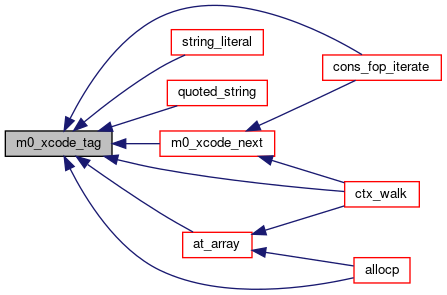 string_literal
cons_fop_iterate
quoted_string
m0_xcode_tag
m0_xcode_next
ctx_walk
at_array
allocp